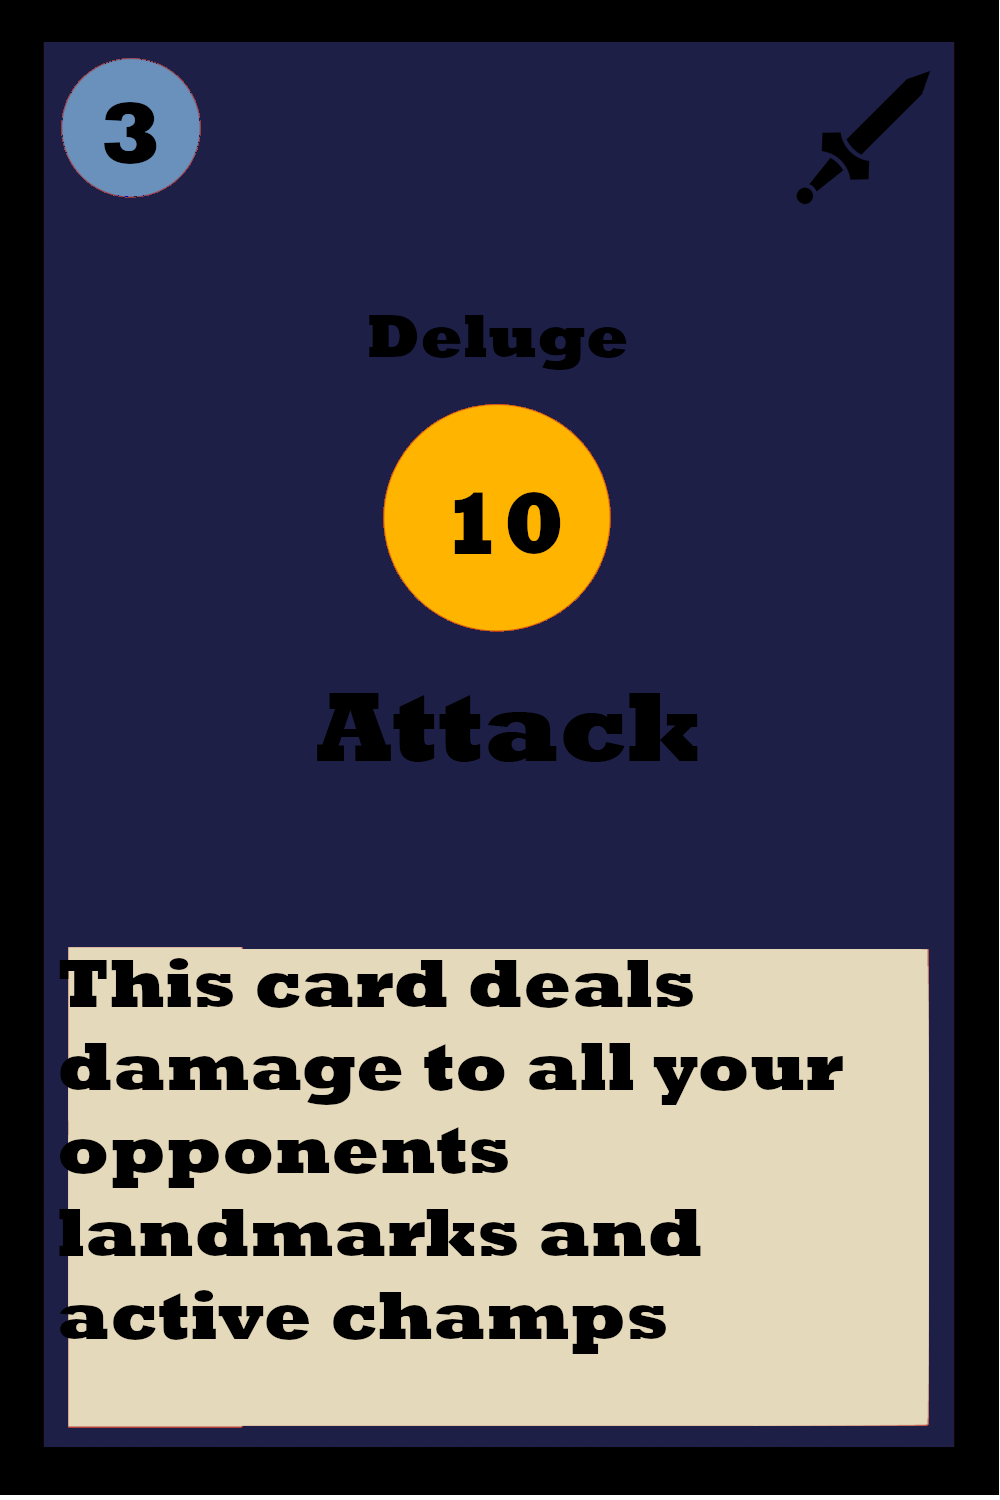 3
Deluge
10
Attack
This card deals
damage to all your
opponents
landmarks and
active champs